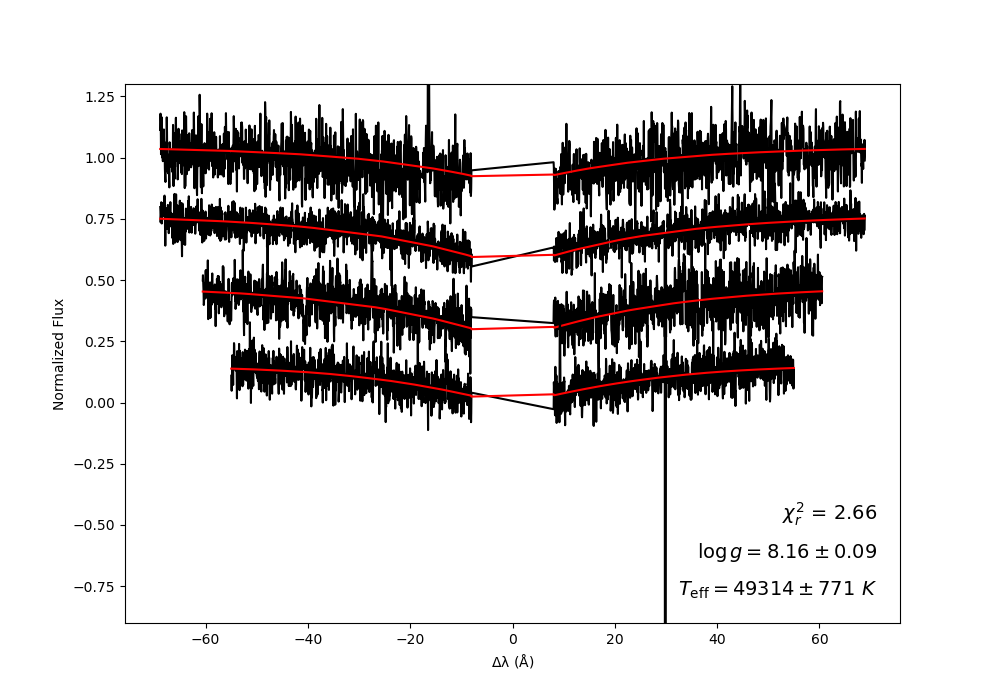 1.25
1.00
0.75
0.50
0.25
0.00
−0.25
−0.50
−0.75
Normalized Flux
χ²ᵣ = 2.66
log g = 8.16 ± 0.09
T_eff = 49314 ± 771 K
−60 −40 −20 0 20 40 60
Δλ (Å)